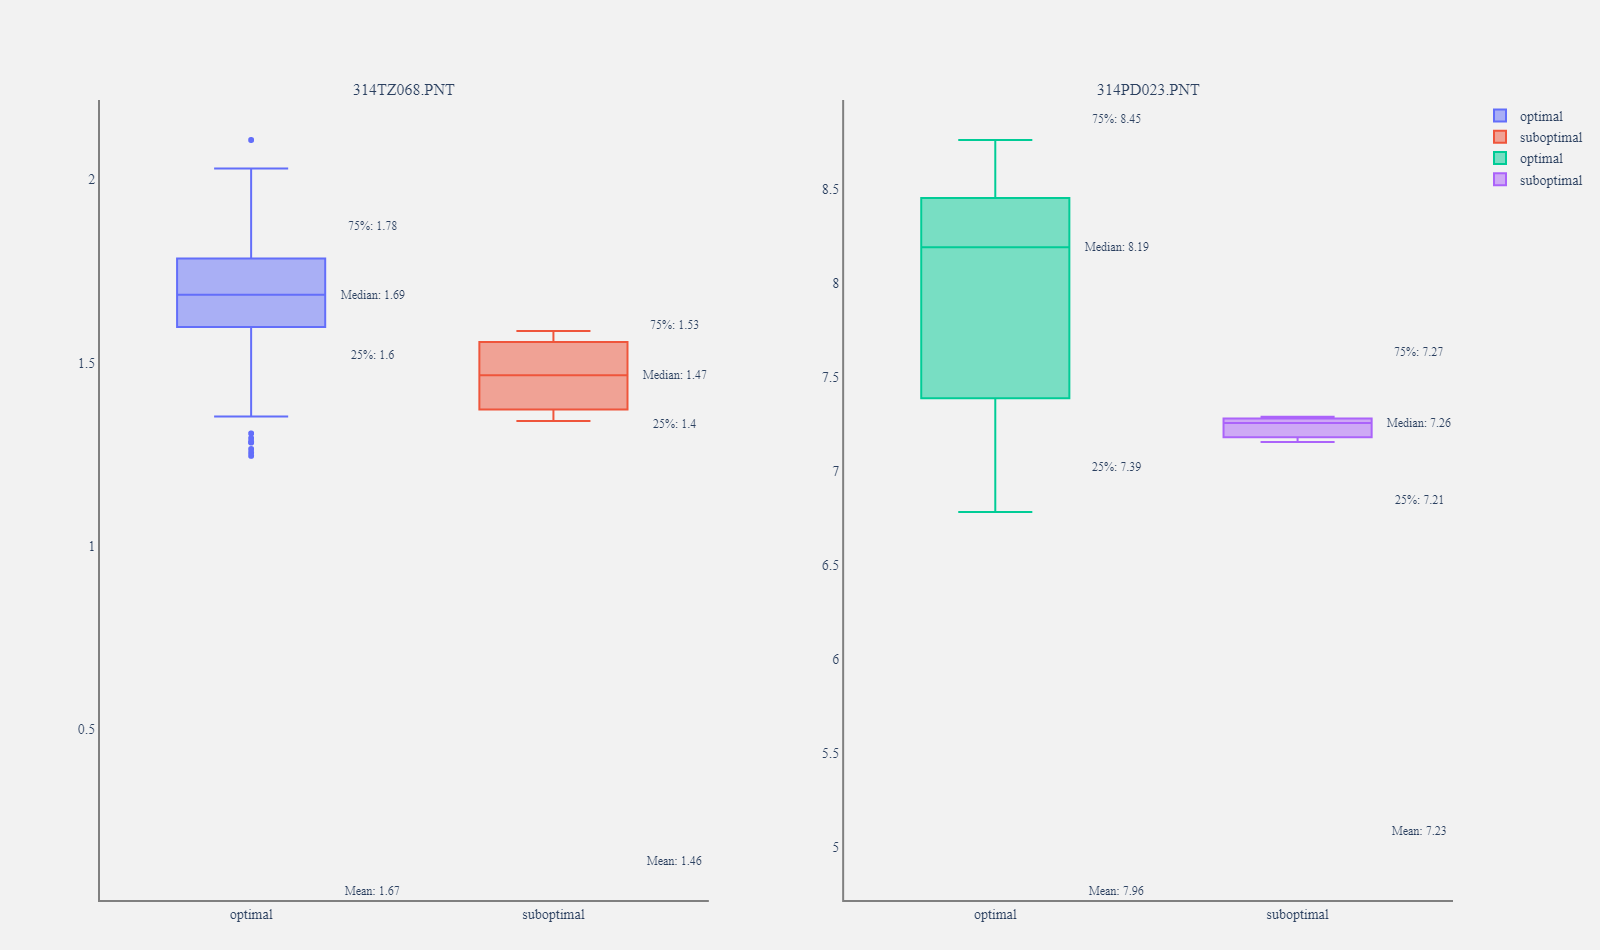 314TZ068.PNT
2
1.5
1
0.5
75%: 1.78
Median: 1.69
25%: 1.6
75%: 1.53
Median: 1.47
25%: 1.4
Mean: 1.46
Mean: 1.67
optimal
suboptimal
314PD023.PNT
8.5
8
7.5
7
6.5
6
5.5
5
75%: 8.45
Median: 8.19
25%: 7.39
75%: 7.27
Median: 7.26
25%: 7.21
Mean: 7.23
Mean: 7.96
optimal
suboptimal
optimal
suboptimal
optimal
suboptimal